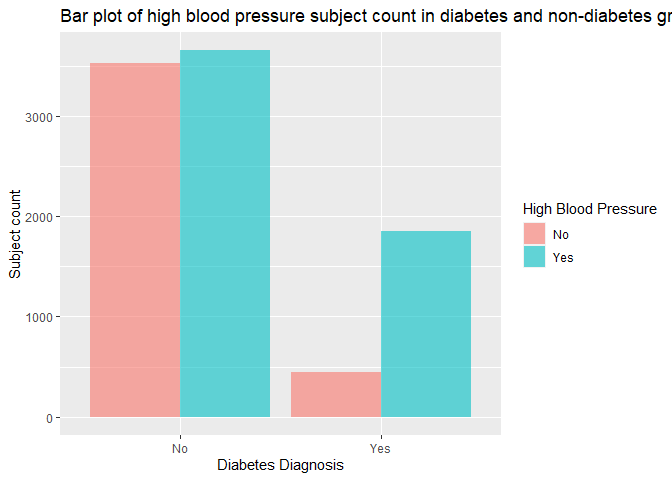 Bar plot of high blood pressure subject count in diabetes and non-diabetes gr
3000
2000
1000
0
Subject count
No
Yes
Diabetes Diagnosis
High Blood Pressure
No
Yes